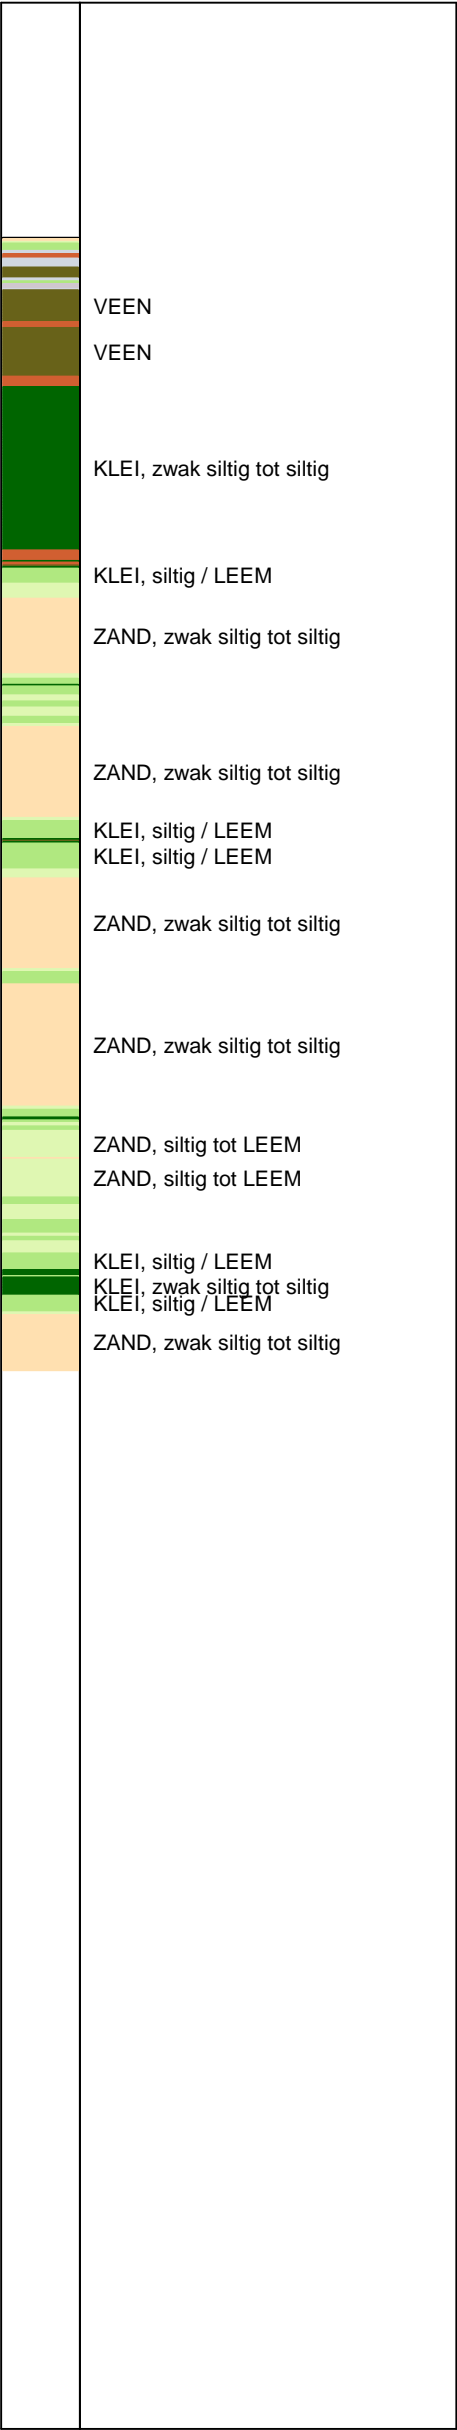 VEEN
VEEN
KLEI, zwak siltig tot siltig
KLEI, siltig / LEEM
ZAND, zwak siltig tot siltig
ZAND, zwak siltig tot siltig
KLEI, siltig / LEEM
KLEI, siltig / LEEM
ZAND, zwak siltig tot siltig
ZAND, zwak siltig tot siltig
ZAND, siltig tot LEEM
ZAND, siltig tot LEEM
KLEI, siltig / LEEM
KLEI, zwak siltig tot siltig
KLEI, siltig / LEEM
ZAND, zwak siltig tot siltig